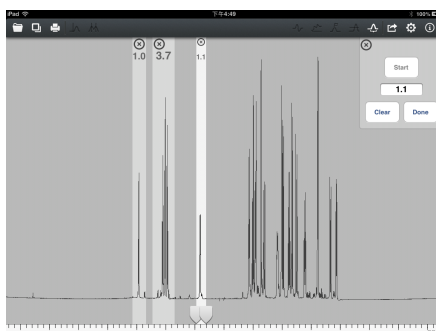 iPad 下午4:49 100%
1.0 3.7 1.1
Start
1.1
Clear Done